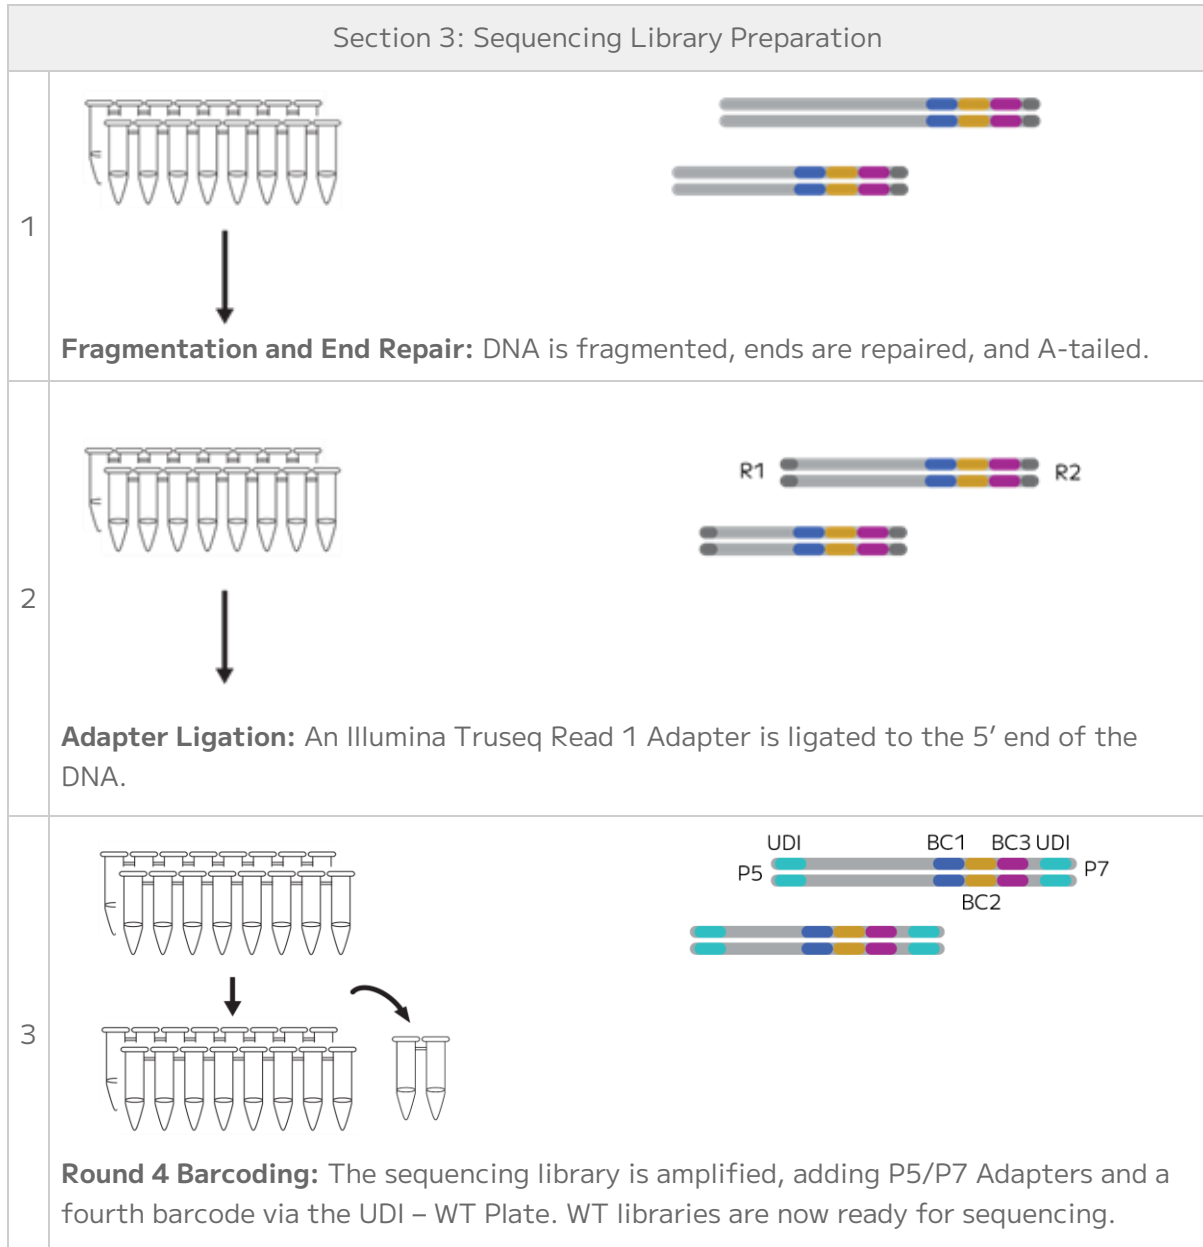 Section 3: Sequencing Library Preparation
1
Fragmentation and End Repair: DNA is fragmented, ends are repaired, and A-tailed.
R1
R2
2
Adapter Ligation: An Illumina Truseq Read 1 Adapter is ligated to the 5′ end of the
DNA.
UDI
BC1
BC3
UDI
P5
P7
BC2
3
Round 4 Barcoding: The sequencing library is amplified, adding P5/P7 Adapters and a
fourth barcode via the UDI – WT Plate. WT libraries are now ready for sequencing.